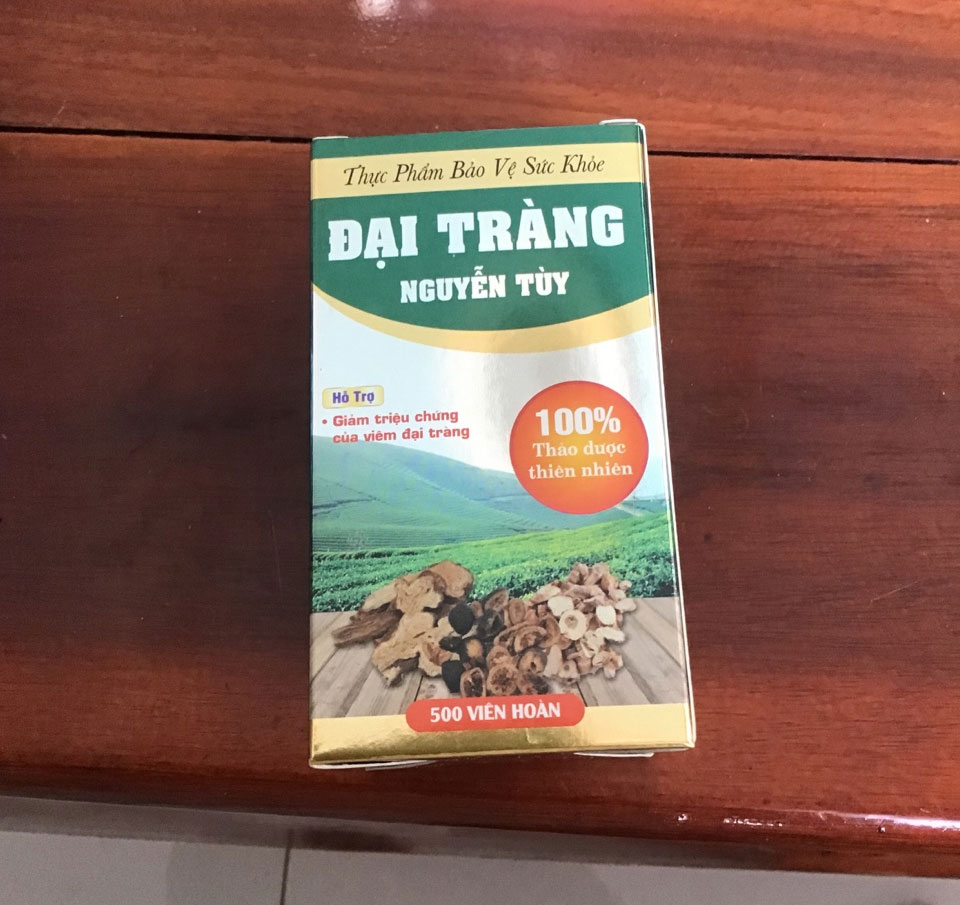 Thực Phẩm Bảo Vệ Sức Khỏe
ĐẠI TRÀNG
NGUYỄN TÙY
Hỗ Trợ
• Giảm triệu chứng
của viêm đại tràng
100%
Thảo dược
thiên nhiên
500 VIÊN HOÀN